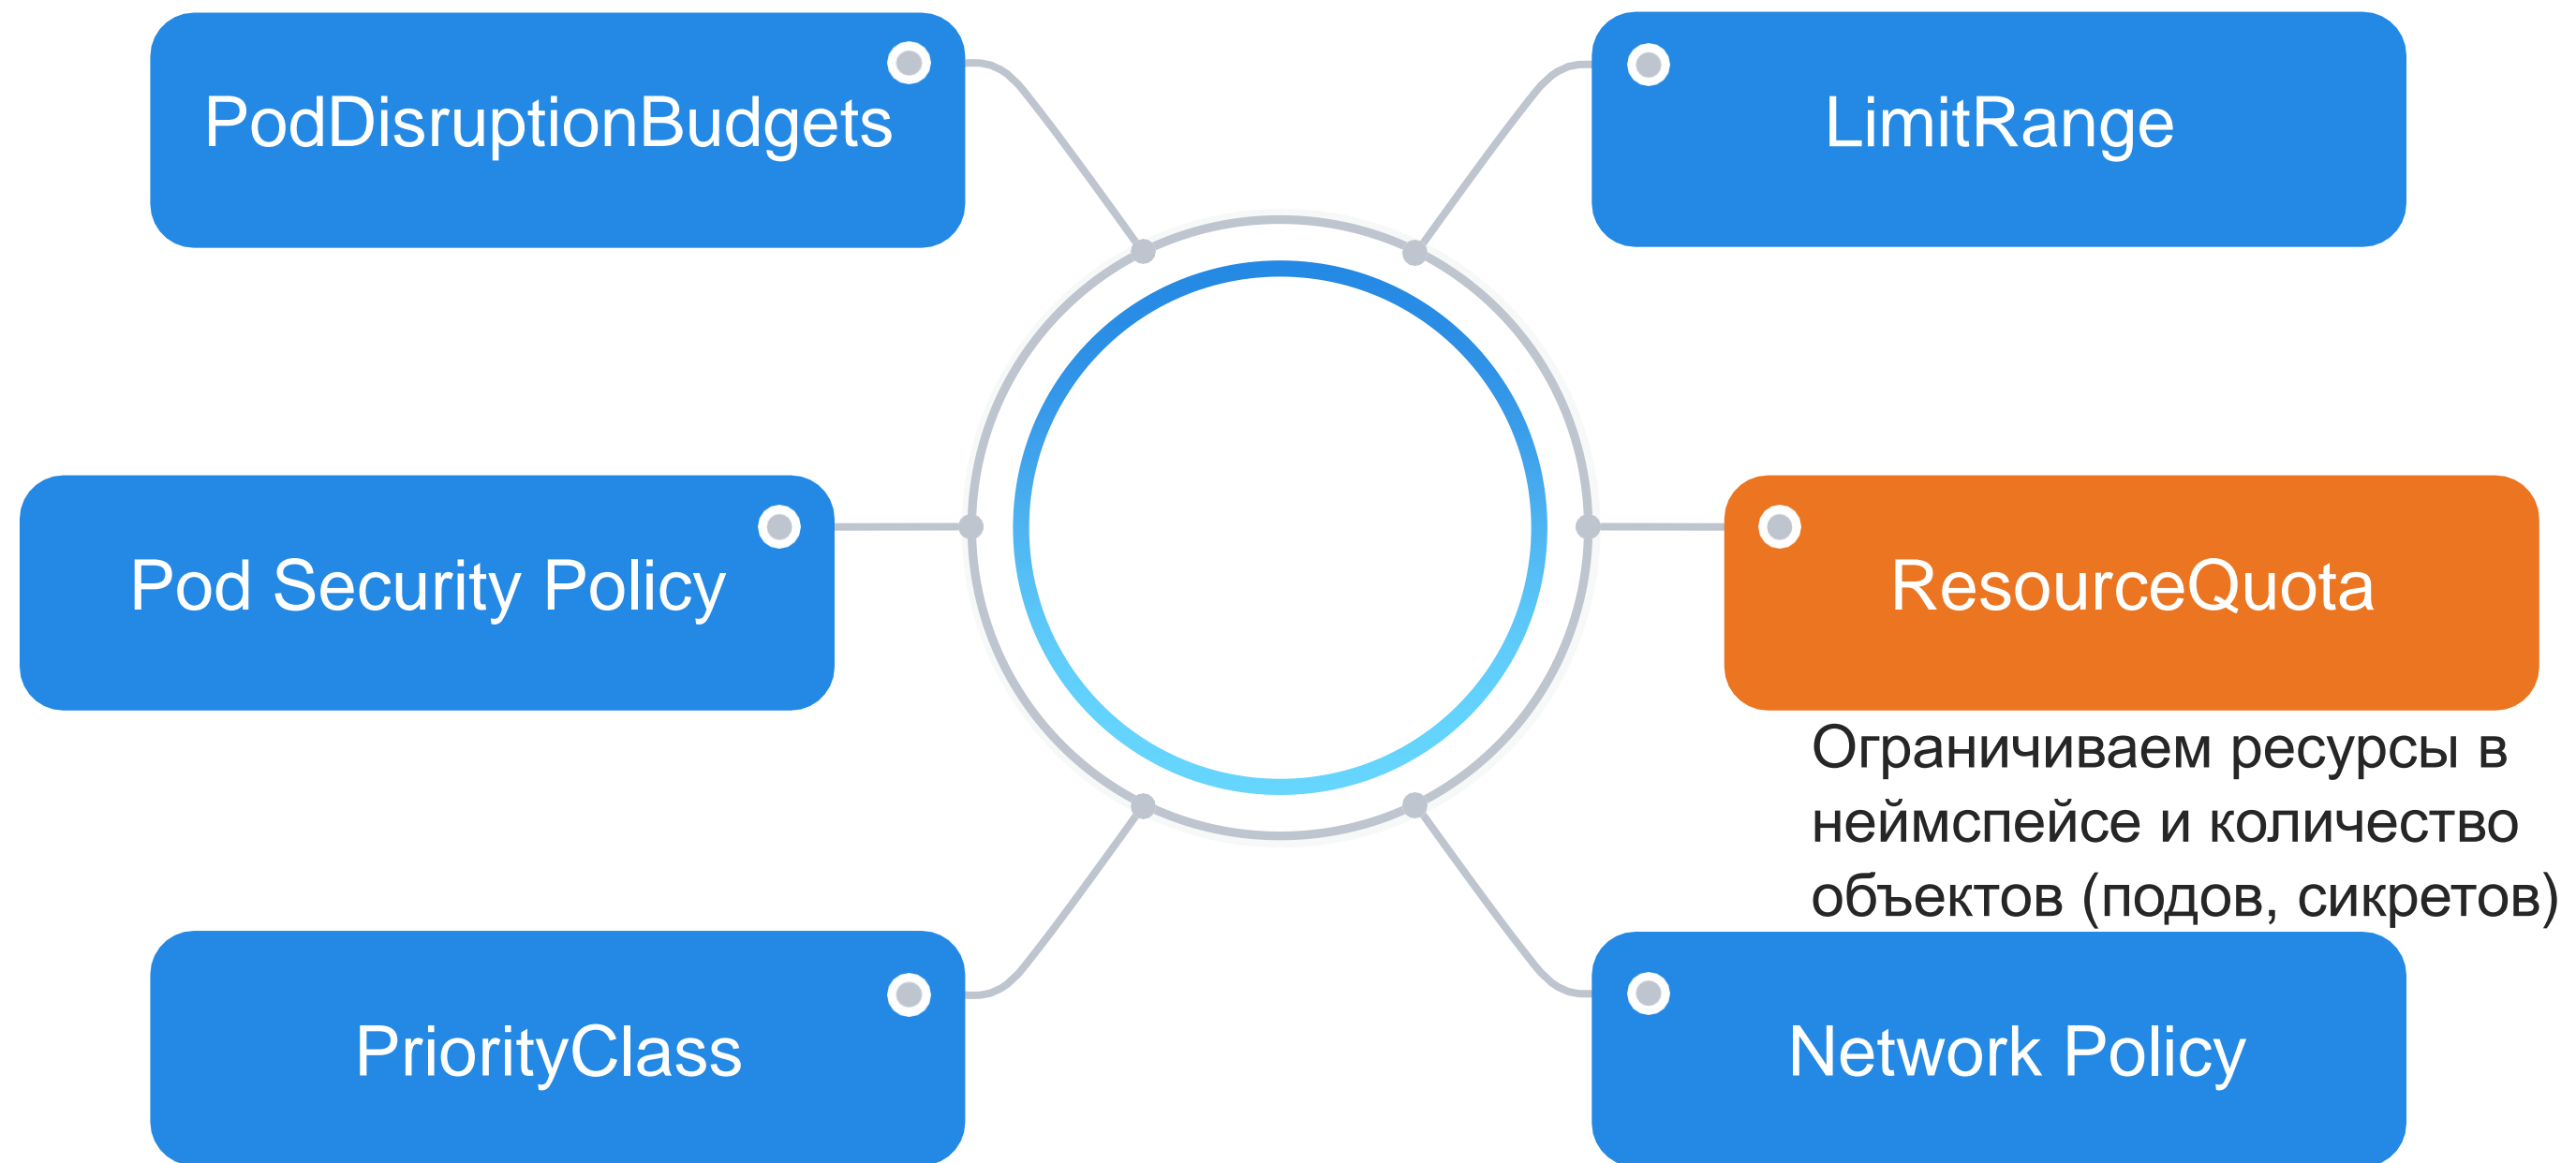 PodDisruptionBudgets
LimitRange
Pod Security Policy
ResourceQuota
Ограничиваем ресурсы в
неймспейсе и количество
объектов (подов, сикретов)
PriorityClass
Network Policy